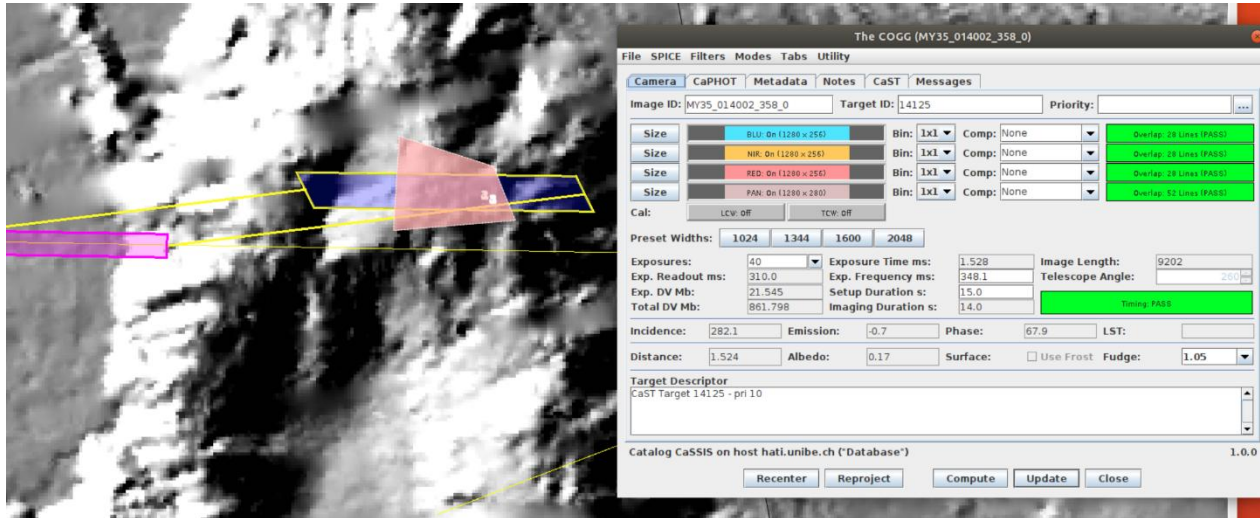 The COGG (MY35_014002_358_0)
File SPICE Filters Modes Tabs Utility
Camera CaPHOT Metadata Notes CaST Messages
Image ID: MY35_014002_358_0 Target ID: 14125 Priority: ...
Size BLU: On (1280 x 256) Bin: 1x1 Comp: None Overlap: 28 Lines (PASS)
Size NIR: On (1280 x 256) Bin: 1x1 Comp: None Overlap: 28 Lines (PASS)
Size RED: On (1280 x 256) Bin: 1x1 Comp: None Overlap: 28 Lines (PASS)
Size PAN: On (1280 x 280) Bin: 1x1 Comp: None Overlap: 52 Lines (PASS)
Cal: LCW: Off TCW: Off
Preset Widths: 1024 1344 1600 2048
Exposures: 40 Exposure Time ms: 1.528 Image Length: 9202
Exp. Readout ms: 310.0 Exp. Frequency ms: 348.1 Telescope Angle: 260
Exp. DV Mb: 21.545 Setup Duration s: 15.0
Total DV Mb: 861.798 Imaging Duration s: 14.0 Timing: PASS
Incidence: 282.1 Emission: -0.7 Phase: 67.9 LST:
Distance: 1.524 Albedo: 0.17 Surface: Use Frost Fudge: 1.05
Target Descriptor
CaST Target 14125 - pri 10
Catalog CaSSIS on host hati.unibe.ch ("Database") 1.0.0
Recenter Reproject Compute Update Close